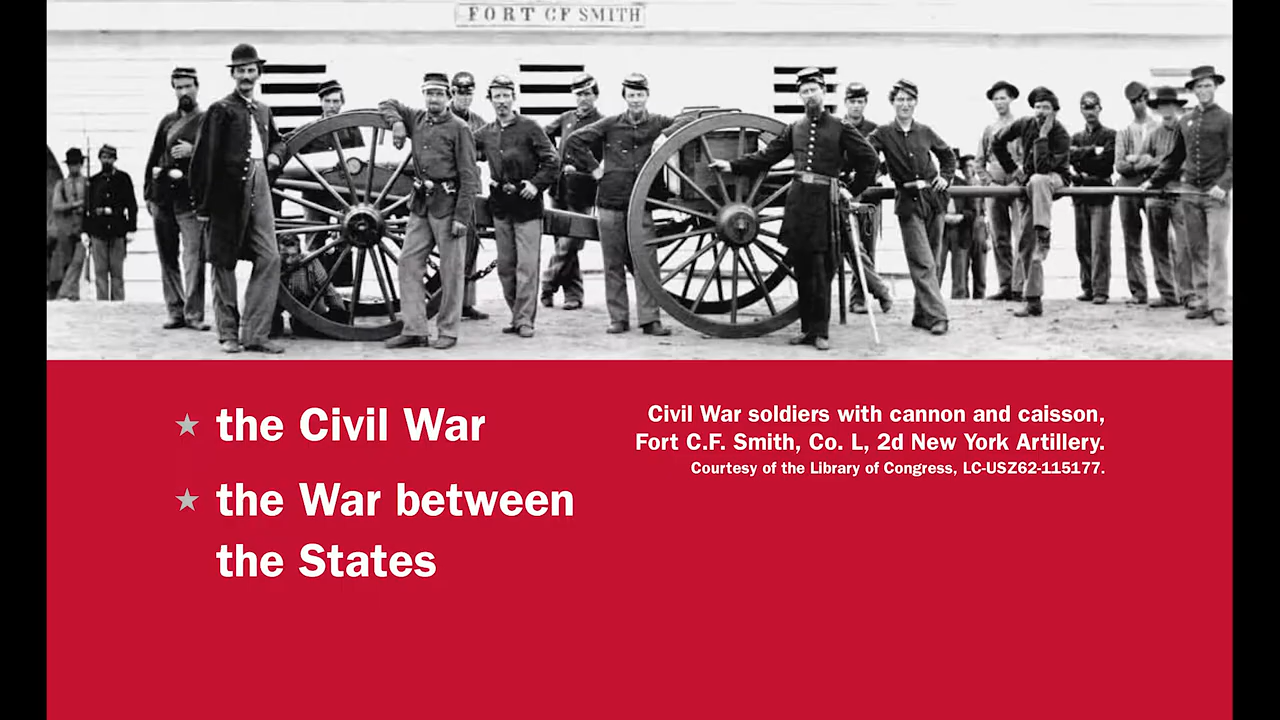 FORT CF SMITH
the Civil War
the War between
the States
Civil War soldiers with cannon and caisson,
Fort C.F. Smith, Co. L, 2d New York Artillery.
Courtesy of the Library of Congress, LC-USZ62-115177.